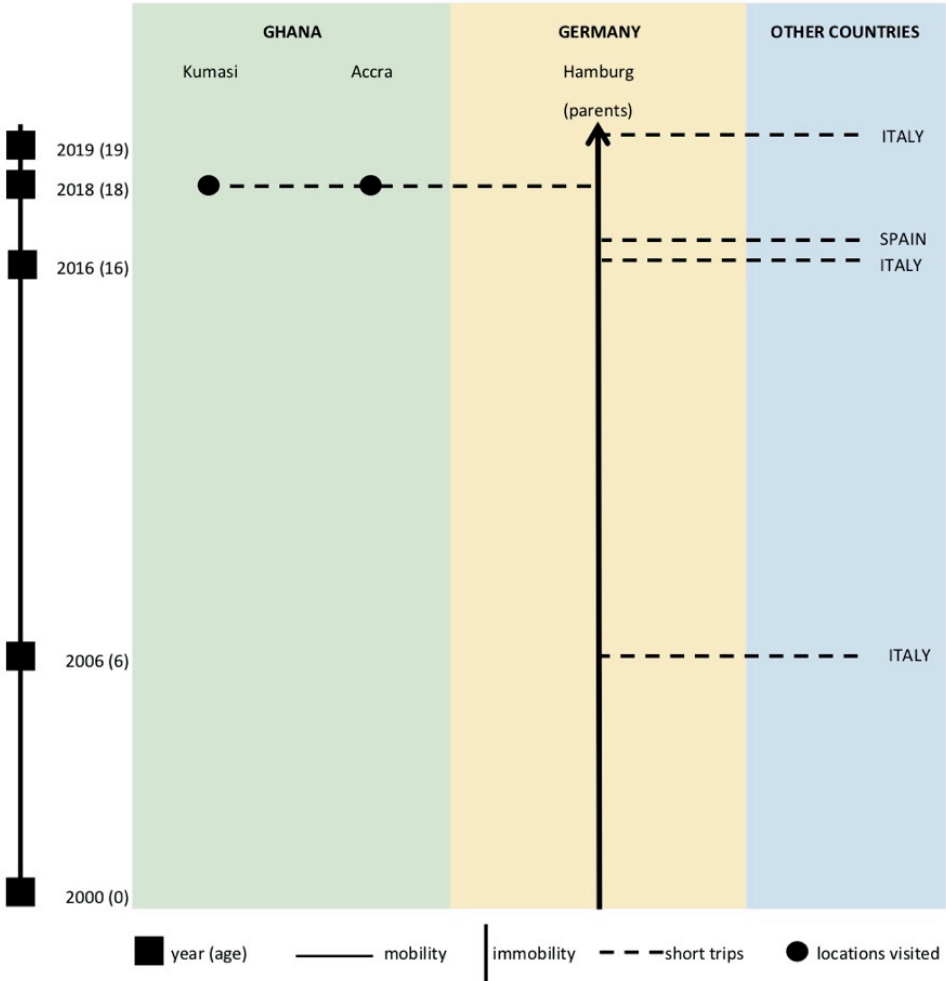 GHANA
GERMANY
OTHER COUNTRIES
Kumasi
Accra
Hamburg
(parents)
2019 (19)
ITALY
2018 (18)
SPAIN
2016 (16)
ITALY
2006 (6)
ITALY
2000 (0)
year (age)
mobility
immobility
short trips
locations visited